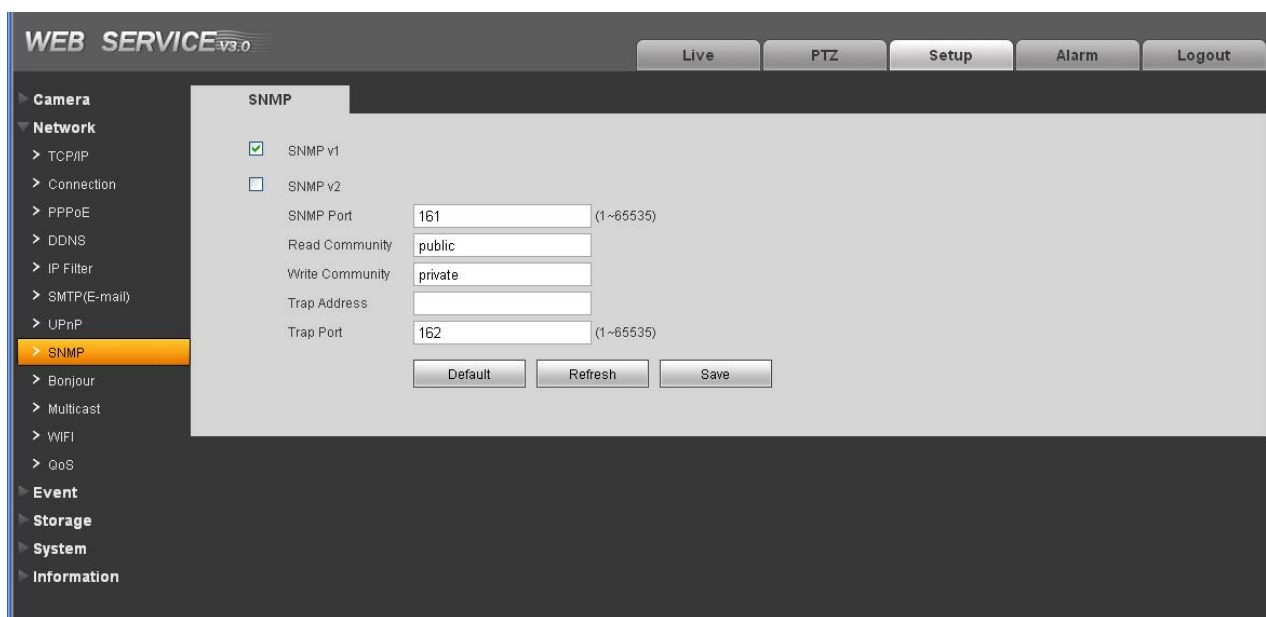 WEB SERVICE V3.0
Live PTZ Setup Alarm Logout
Camera
Network
TCP/IP
Connection
PPPoE
DDNS
IP Filter
SMTP(E-mail)
UPnP
SNMP
Bonjour
Multicast
WIFI
QoS
Event
Storage
System
Information
SNMP
SNMP v1
SNMP v2
SNMP Port 161 (1~65535)
Read Community public
Write Community private
Trap Address
Trap Port 162 (1~65535)
Default Refresh Save